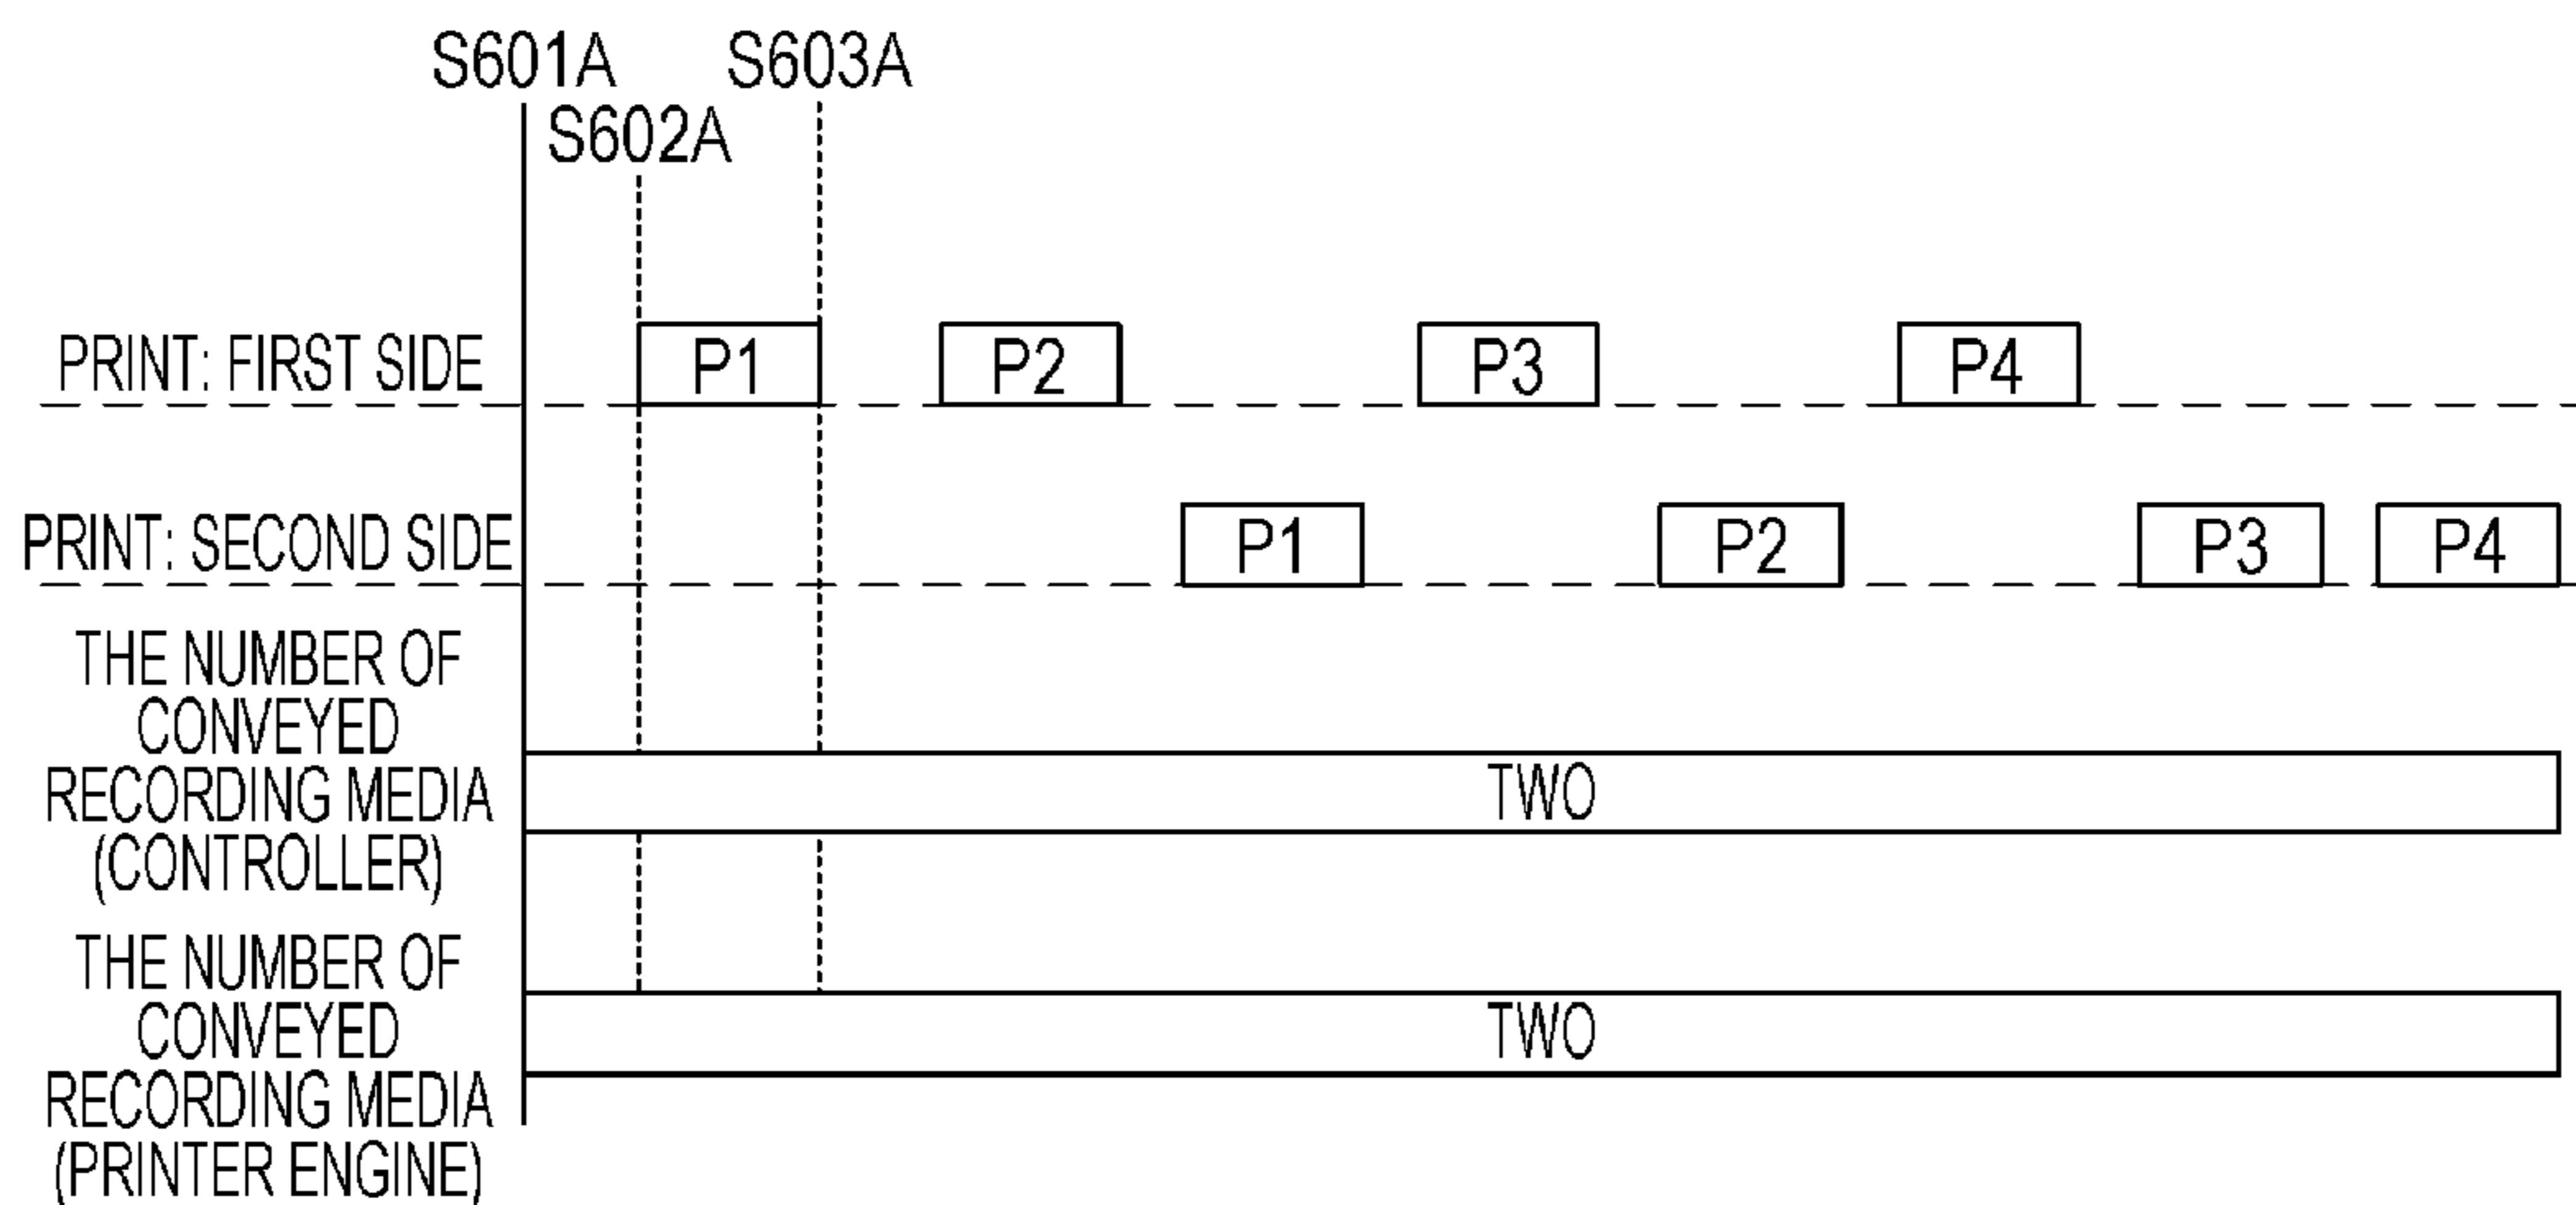 S601A S603A
S602A
PRINT: FIRST SIDE P1 P2 P3 P4
PRINT: SECOND SIDE P1 P2 P3 P4
THE NUMBER OF
CONVEYED
RECORDING MEDIA
(CONTROLLER)
TWO
THE NUMBER OF
CONVEYED
RECORDING MEDIA
(PRINTER ENGINE)
TWO